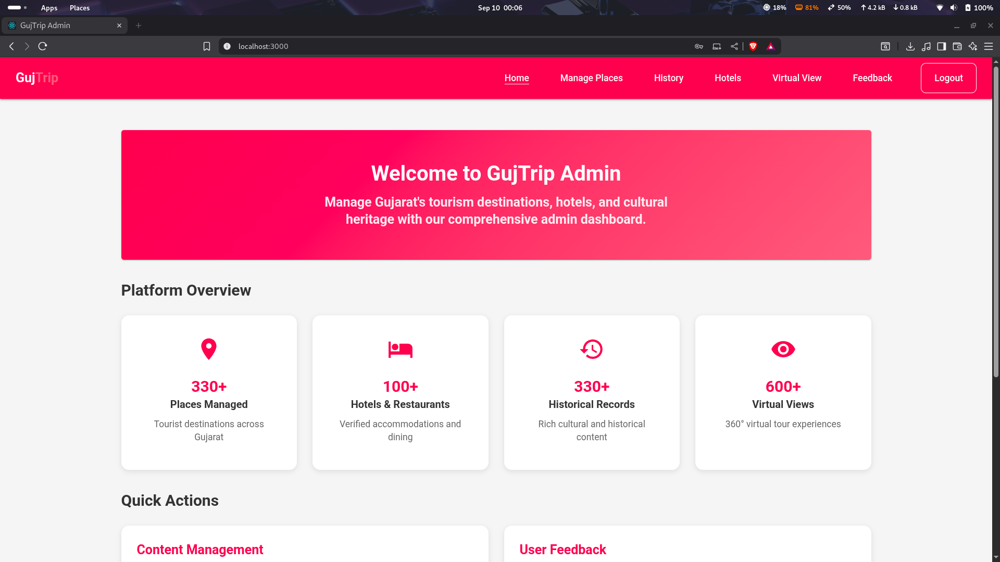 Apps Places Sep 10 00:06 18% 81% 50% 4.2 kB 0.8 kB 100%
GujTrip Admin
localhost:3000
GujTrip Home Manage Places History Hotels Virtual View Feedback Logout
Welcome to GujTrip Admin
Manage Gujarat's tourism destinations, hotels, and cultural
heritage with our comprehensive admin dashboard.
Platform Overview
330+
Places Managed
Tourist destinations across
Gujarat
100+
Hotels & Restaurants
Verified accommodations and
dining
330+
Historical Records
Rich cultural and historical
content
600+
Virtual Views
360° virtual tour experiences
Quick Actions
Content Management
User Feedback